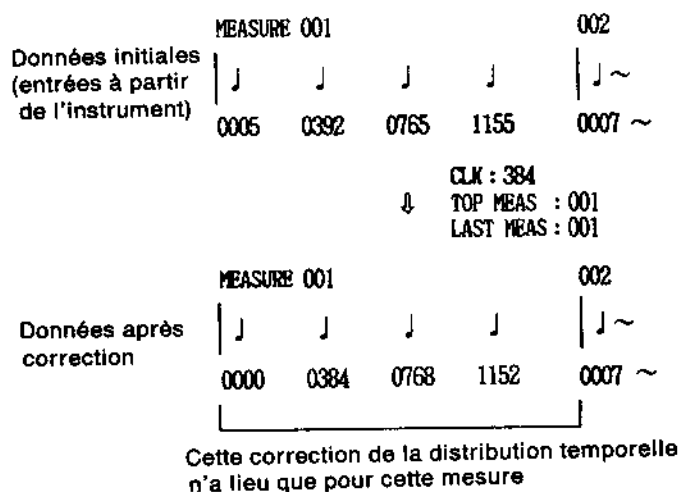 MEASURE 001 002
Données initiales
(entrées à partir
de l'instrument)
0005 0392 0765 1155 0007 ~
CLK : 384
TOP MEAS : 001
LAST MEAS : 001
MEASURE 001 002
Données après
correction
0000 0384 0768 1152 0007 ~
Cette correction de la distribution temporelle
n'a lieu que pour cette mesure